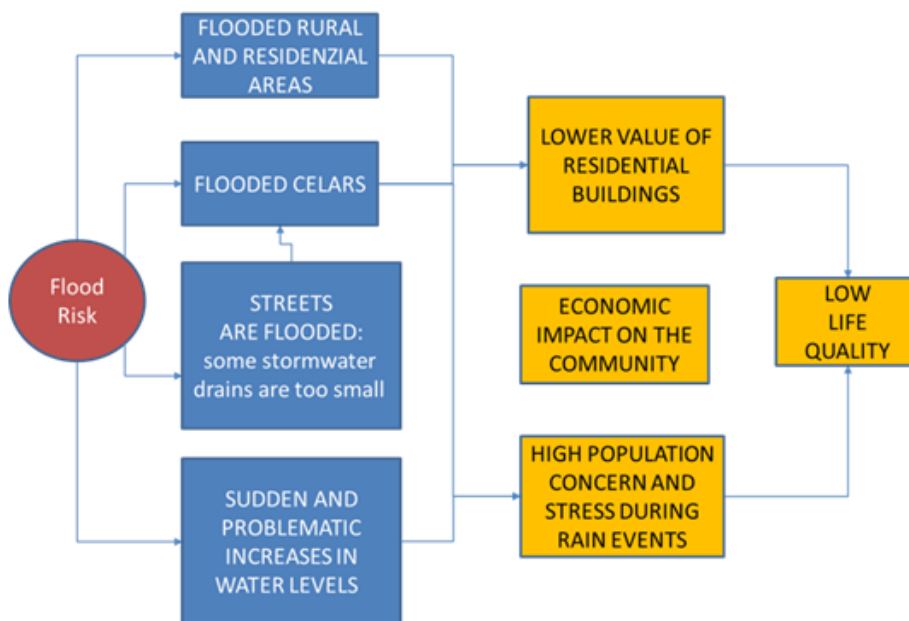 FLOODED RURAL
AND RESIDENZIAL
AREAS
FLOODED CELARS
Flood
Risk
STREETS
ARE FLOODED:
some stormwater
drains are too small
SUDDEN AND
PROBLEMATIC
INCREASES IN
WATER LEVELS
LOWER VALUE OF
RESIDENTIAL
BUILDINGS
ECONOMIC
IMPACT ON THE
COMMUNITY
HIGH POPULATION
CONCERN AND
STRESS DURING
RAIN EVENTS
LOW
LIFE
QUALITY